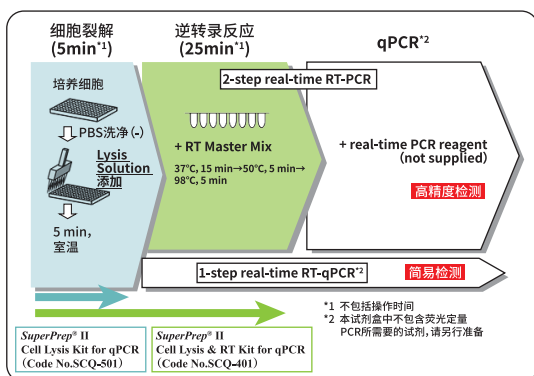 细胞裂解
(5min*1)
逆转录反应
(25min*1)
qPCR*2
2-step real-time RT-PCR
培养细胞
PBS洗净(-)
Lysis
Solution
添加
5 min,
室温
+ RT Master Mix
37℃, 15 min→50℃, 5 min→
98℃, 5 min
+ real-time PCR reagent
(not supplied)
高精度检测
1-step real-time RT-qPCR*2
简易检测
*1 不包括操作时间
*2 本试剂盒中不包含荧光定量
PCR所需要的试剂,请另行准备
SuperPrep® II
Cell Lysis Kit for qPCR
(Code No.SCQ-501)
SuperPrep® II
Cell Lysis & RT Kit for qPCR
(Code No.SCQ-401)